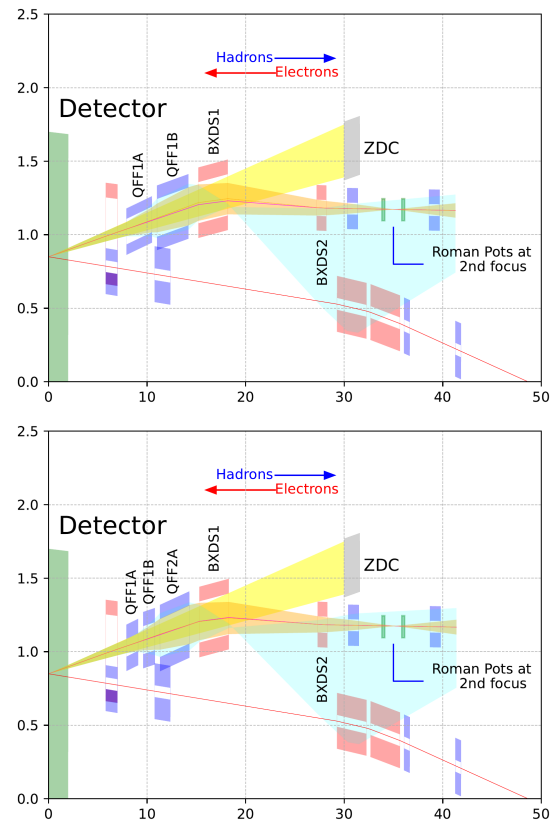 2.5
Hadrons
Electrons
2.0
Detector
QFF1A
QFF1B
BXDS1
ZDC
1.5
1.0
BXDS2
Roman Pots at
2nd focus
0.5
0.0
0 10 20 30 40 50
2.5
Hadrons
Electrons
2.0
Detector
QFF1A
QFF1B
QFF2A
BXDS1
ZDC
1.5
1.0
BXDS2
Roman Pots at
2nd focus
0.5
0.0
0 10 20 30 40 50